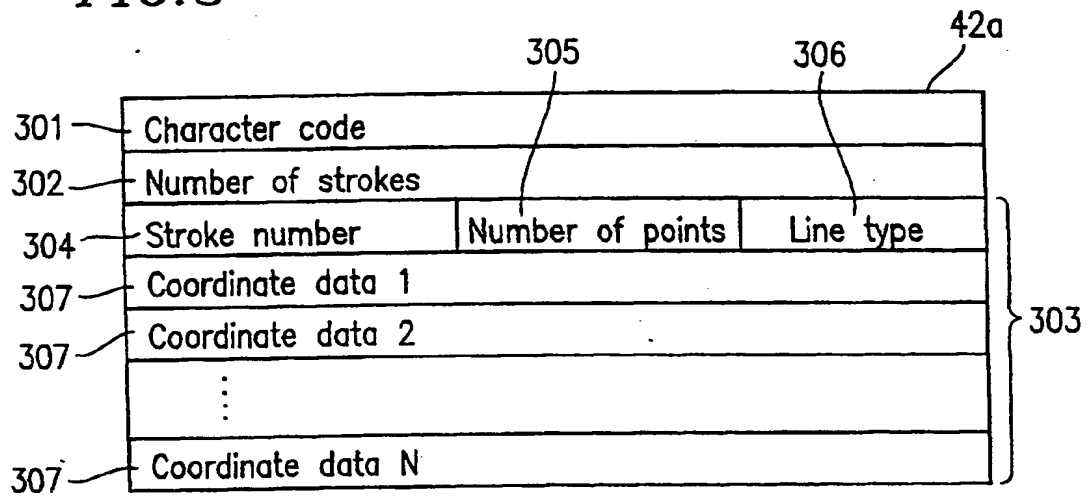 42a
305 306
301 Character code
302 Number of strokes
304 Stroke number Number of points Line type
307 Coordinate data 1
307 Coordinate data 2
303
307 Coordinate data N